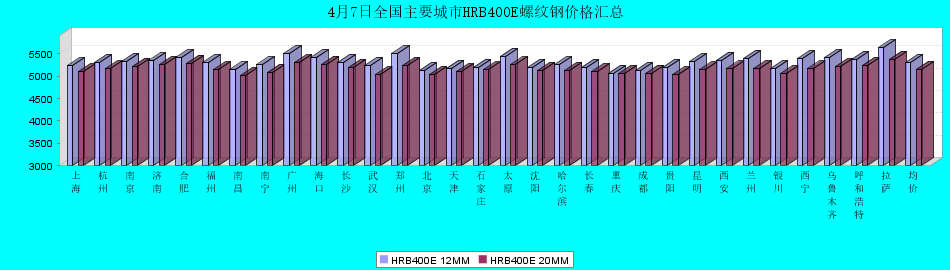 4月7日全国主要城市HRB400E螺纹钢价格汇总
5500
5000
4500
4000
3500
3000
上海
杭州
南京
济南
合肥
福州
南昌
南宁
广州
海口
长沙
武汉
郑州
北京
天津
石家庄
太原
沈阳
哈尔滨
长春
重庆
成都
贵阳
昆明
西安
兰州
银川
西宁
乌鲁木齐
呼和浩特
拉萨
均价
HRB400E 12MM HRB400E 20MM